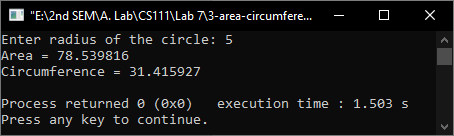 "E:\2nd SEM\A. Lab\CS111\Lab 7\3-area-circumfere...
Enter radius of the circle: 5
Area = 78.539816
Circumference = 31.415927
Process returned 0 (0x0)   execution time : 1.503 s
Press any key to continue.